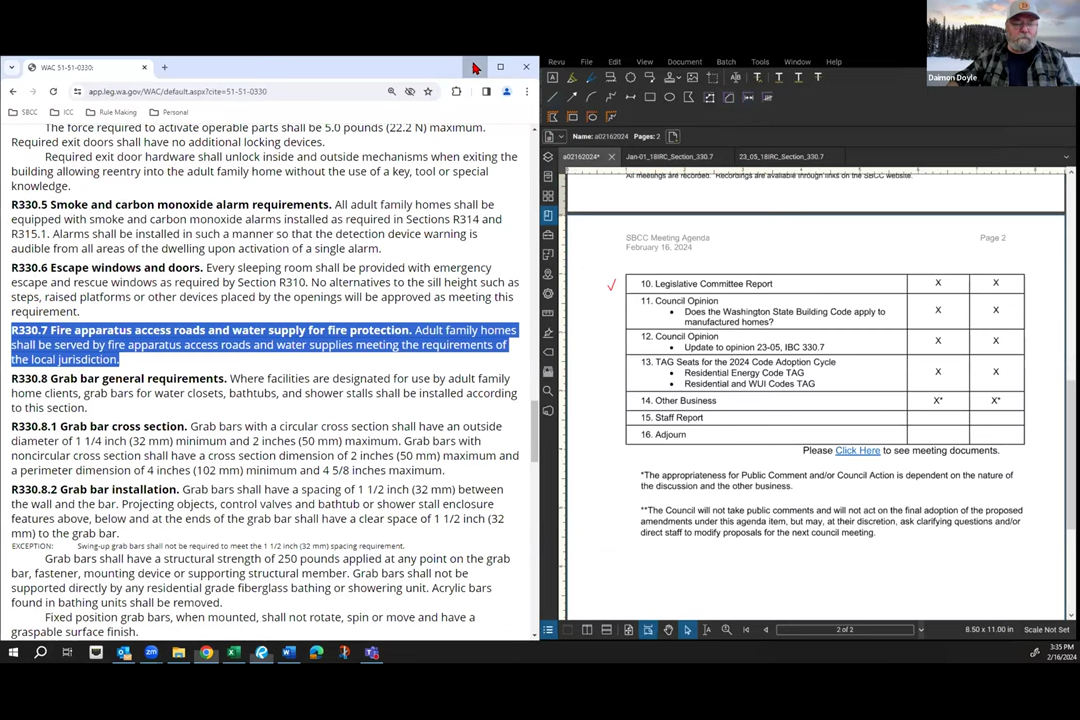 WAC 51-51-0330:
app.leg.wa.gov/WAC/default.aspx?cite=51-51-0330
SBCC
ICC
Rule Making
Personal
The force required to activate operable parts shall be 5.0 pounds (22.2 N) maximum.
Required exit doors shall have no additional locking devices.
Required exit door hardware shall unlock inside and outside mechanisms when exiting the
building allowing reentry into the adult family home without the use of a key, tool or special
knowledge.
R330.5 Smoke and carbon monoxide alarm requirements. All adult family homes shall be
equipped with smoke and carbon monoxide alarms installed as required in Sections R314 and
R315.1. Alarms shall be installed in such a manner so that the detection device warning is
audible from all areas of the dwelling upon activation of a single alarm.
R330.6 Escape windows and doors. Every sleeping room shall be provided with emergency
escape and rescue windows as required by Section R310. No alternatives to the sill height such as
steps, raised platforms or other devices placed by the openings will be approved as meeting this
requirement.
R330.7 Fire apparatus access roads and water supply for fire protection. Adult family homes
shall be served by fire apparatus access roads and water supplies meeting the requirements of
the local jurisdiction.
R330.8 Grab bar general requirements. Where facilities are designated for use by adult family
home clients, grab bars for water closets, bathtubs, and shower stalls shall be installed according
to this section.
R330.8.1 Grab bar cross section. Grab bars with a circular cross section shall have an outside
diameter of 1 1/4 inch (32 mm) minimum and 2 inches (50 mm) maximum. Grab bars with
noncircular cross section shall have a cross section dimension of 2 inches (50 mm) maximum and
a perimeter dimension of 4 inches (102 mm) minimum and 4 5/8 inches maximum.
R330.8.2 Grab bar installation. Grab bars shall have a spacing of 1 1/2 inch (32 mm) between
the wall and the bar. Projecting objects, control valves and bathtub or shower stall enclosure
features above, below and at the ends of the grab bar shall have a clear space of 1 1/2 inch (32
mm) to the grab bar.
EXCEPTION: Swing-up grab bars shall not be required to meet the 1 1/2 inch (32 mm) spacing requirement.
Grab bars shall have a structural strength of 250 pounds applied at any point on the grab
bar, fastener, mounting device or supporting structural member. Grab bars shall not be
supported directly by any residential grade fiberglass bathing or showering unit. Acrylic bars
found in bathing units shall be removed.
Fixed position grab bars, when mounted, shall not rotate, spin or move and have a
graspable surface finish.
Daimon Doyle
Revu File Edit View Document Batch Tools Window Help
Name: a02162024 Pages: 2
a02162024* Jan-01_18IRC_Section_330.7 23_05_18IRC_Section_330.7
All meetings are recorded. Recordings are available through links on the SBCC website.
SBCC Meeting Agenda Page 2
February 16, 2024
10. Legislative Committee Report X X
11. Council Opinion
• Does the Washington State Building Code apply to X X
manufactured homes?
12. Council Opinion
• Update to opinion 23-05, IBC 330.7 X X
13. TAG Seats for the 2024 Code Adoption Cycle
• Residential Energy Code TAG X X
• Residential and WUI Codes TAG
14. Other Business X* X*
15. Staff Report
16. Adjourn
Please Click Here to see meeting documents.
*The appropriateness for Public Comment and/or Council Action is dependent on the nature of
the discussion and the other business.
**The Council will not take public comments and will not act on the final adoption of the proposed
amendments under this agenda item, but may, at their discretion, ask clarifying questions and/or
direct staff to modify proposals for the next council meeting.
2 of 2
8.50 x 11.00 in Scale Not Set
3:35 PM
2/16/2024